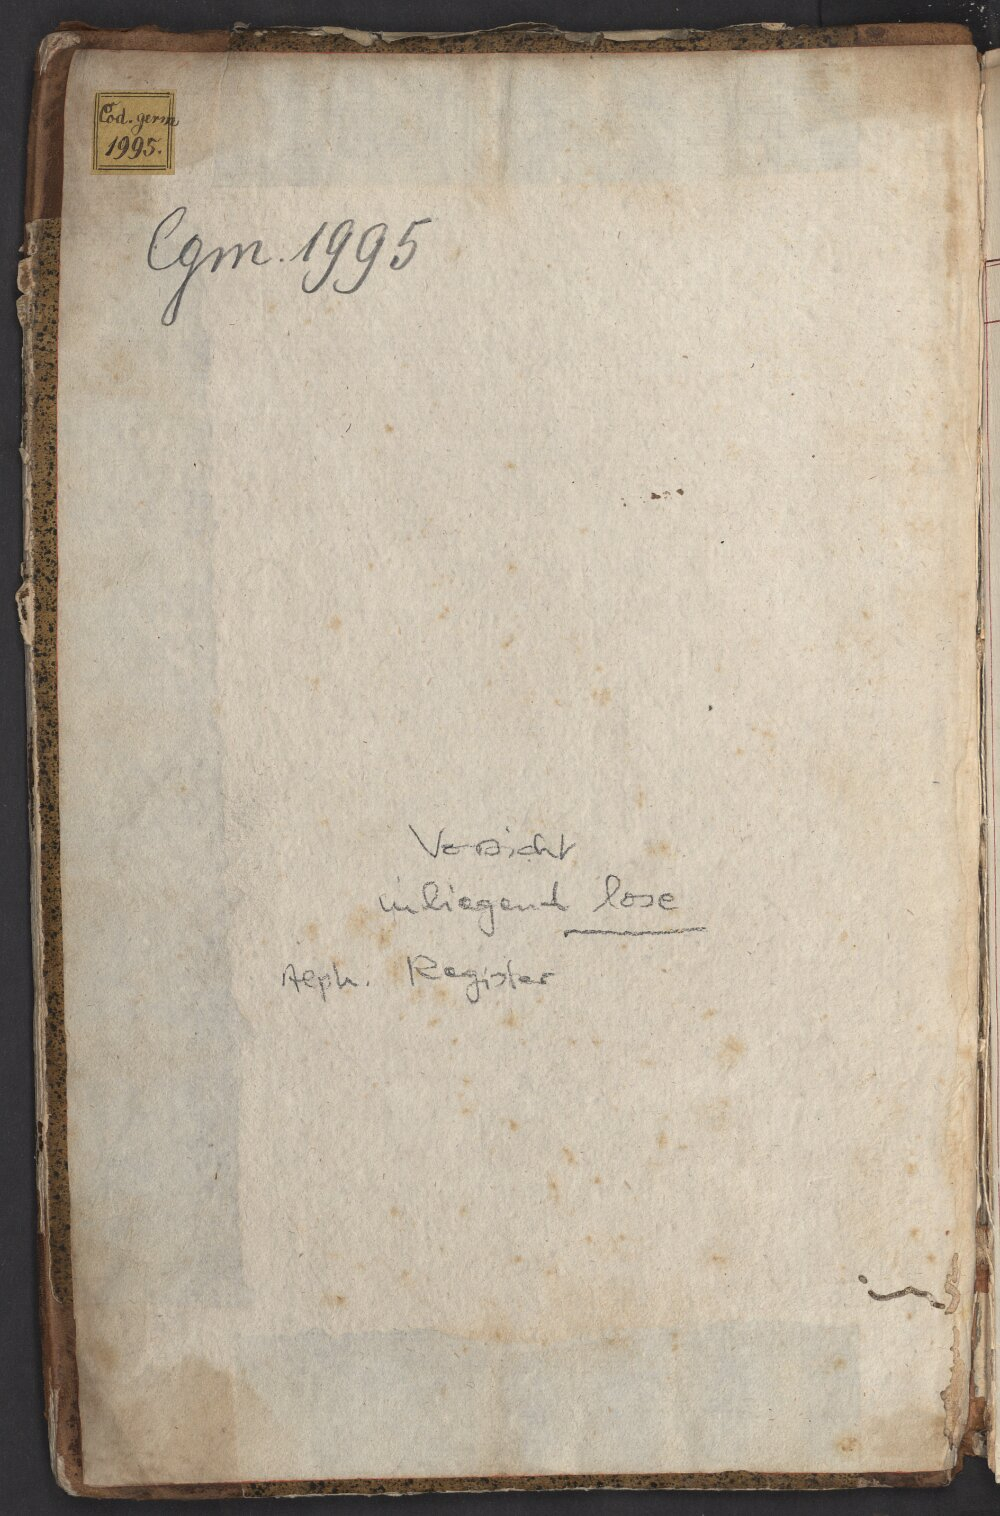 Cod. germ
1995.
Cgm. 1995
Vorsicht
inliegend lose
Alph. Register